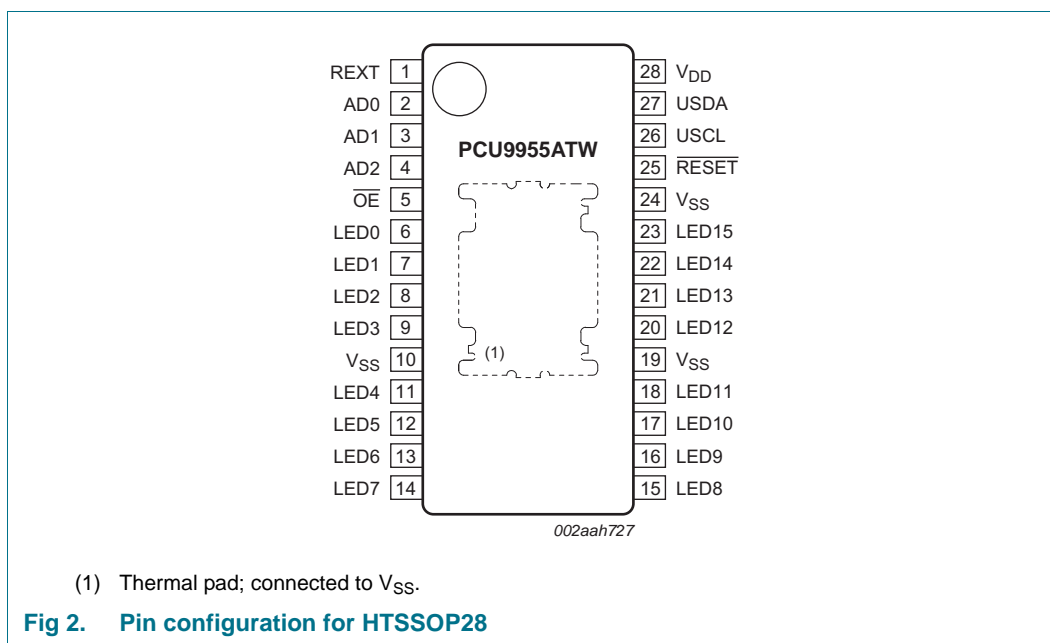 REXT 1 28 VDD
AD0 2 27 USDA
AD1 3 26 USCL
PCU9955ATW
AD2 4 25 RESET
OE 5 24 VSS
LED0 6 23 LED15
LED1 7 22 LED14
LED2 8 21 LED13
LED3 9 20 LED12
(1)
VSS 10 19 VSS
LED4 11 18 LED11
LED5 12 17 LED10
LED6 13 16 LED9
LED7 14 15 LED8
002aah727
(1) Thermal pad; connected to VSS.
Fig 2. Pin configuration for HTSSOP28